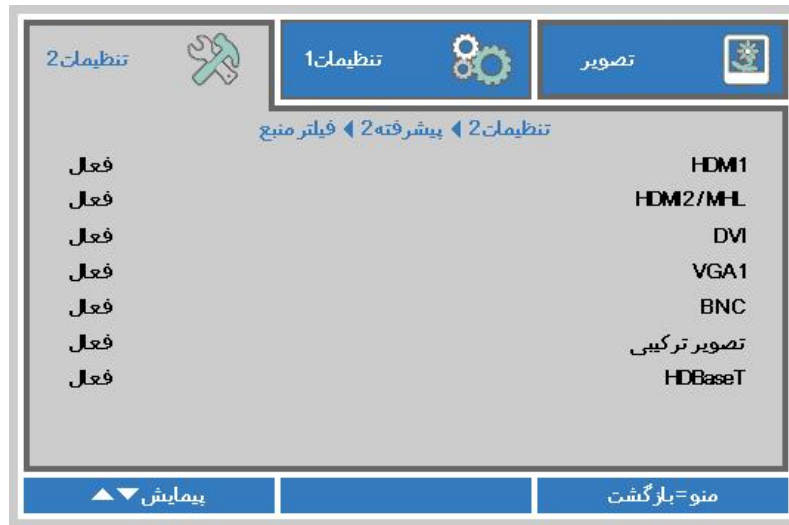 تصویر
تنظیمات1
تنظیمات2
تنظیمات2 ⏴ پیشرفته2 ⏴ فیلتر منبع
HDMI1 فعال
HDMI2/MHL فعال
DVI فعال
VGA1 فعال
BNC فعال
تصویر ترکیبی فعال
HDBaseT فعال
منو=بازگشت
پیمایش▼▲